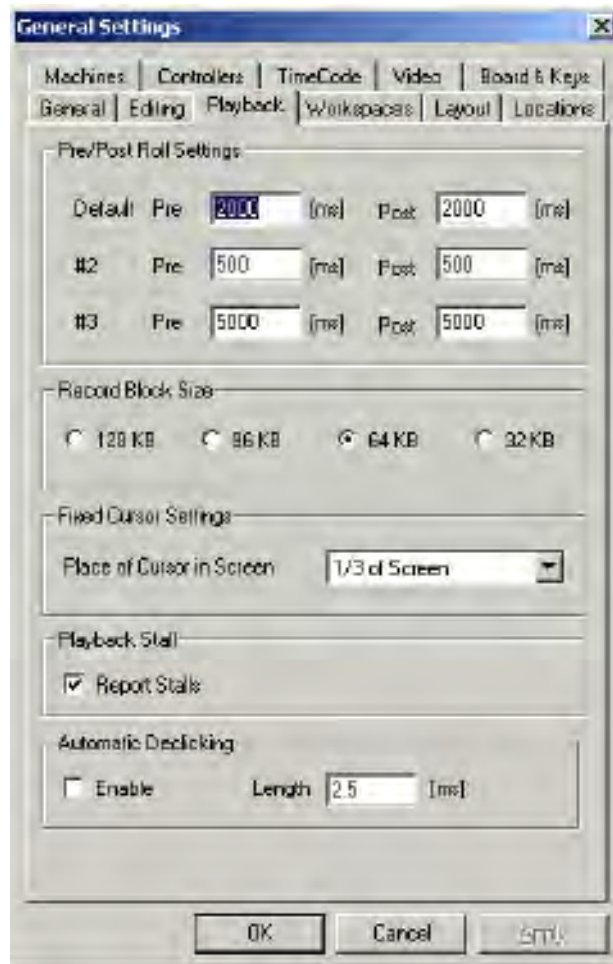 General Settings
Machines Controllers TimeCode Video Board & Keys
General Editing Playback Workspaces Layout Locations
Pre/Post Roll Settings
Default Pre 2000 [ms] Post 2000 [ms]
#2 Pre 500 [ms] Post 500 [ms]
#3 Pre 5000 [ms] Post 5000 [ms]
Record Block Size
128 KB 96 KB 64 KB 32 KB
Fixed Cursor Settings
Place of Cursor in Screen 1/3 of Screen
Playback Stall
Report Stalls
Automatic Declicking
Enable Length 2.5 [ms]
OK Cancel Apply